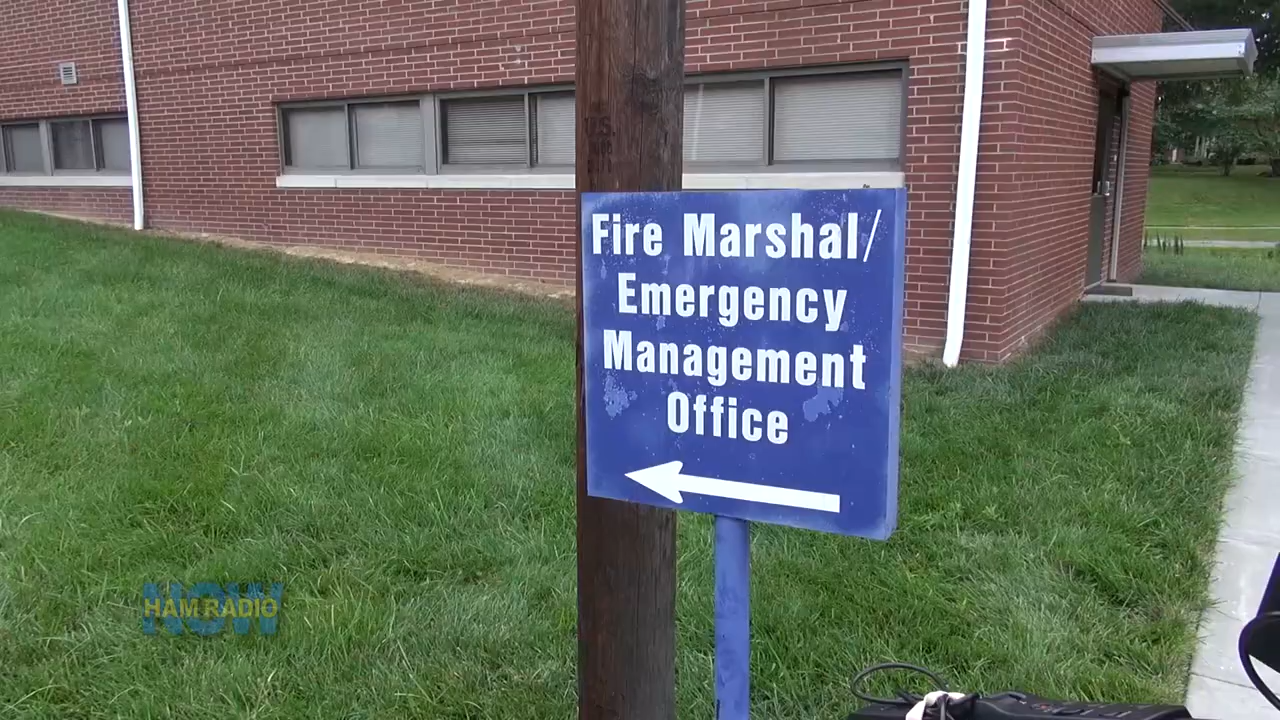 U.S.
Fire Marshal/
Emergency
Management
Office
NOW
HAM RADIO